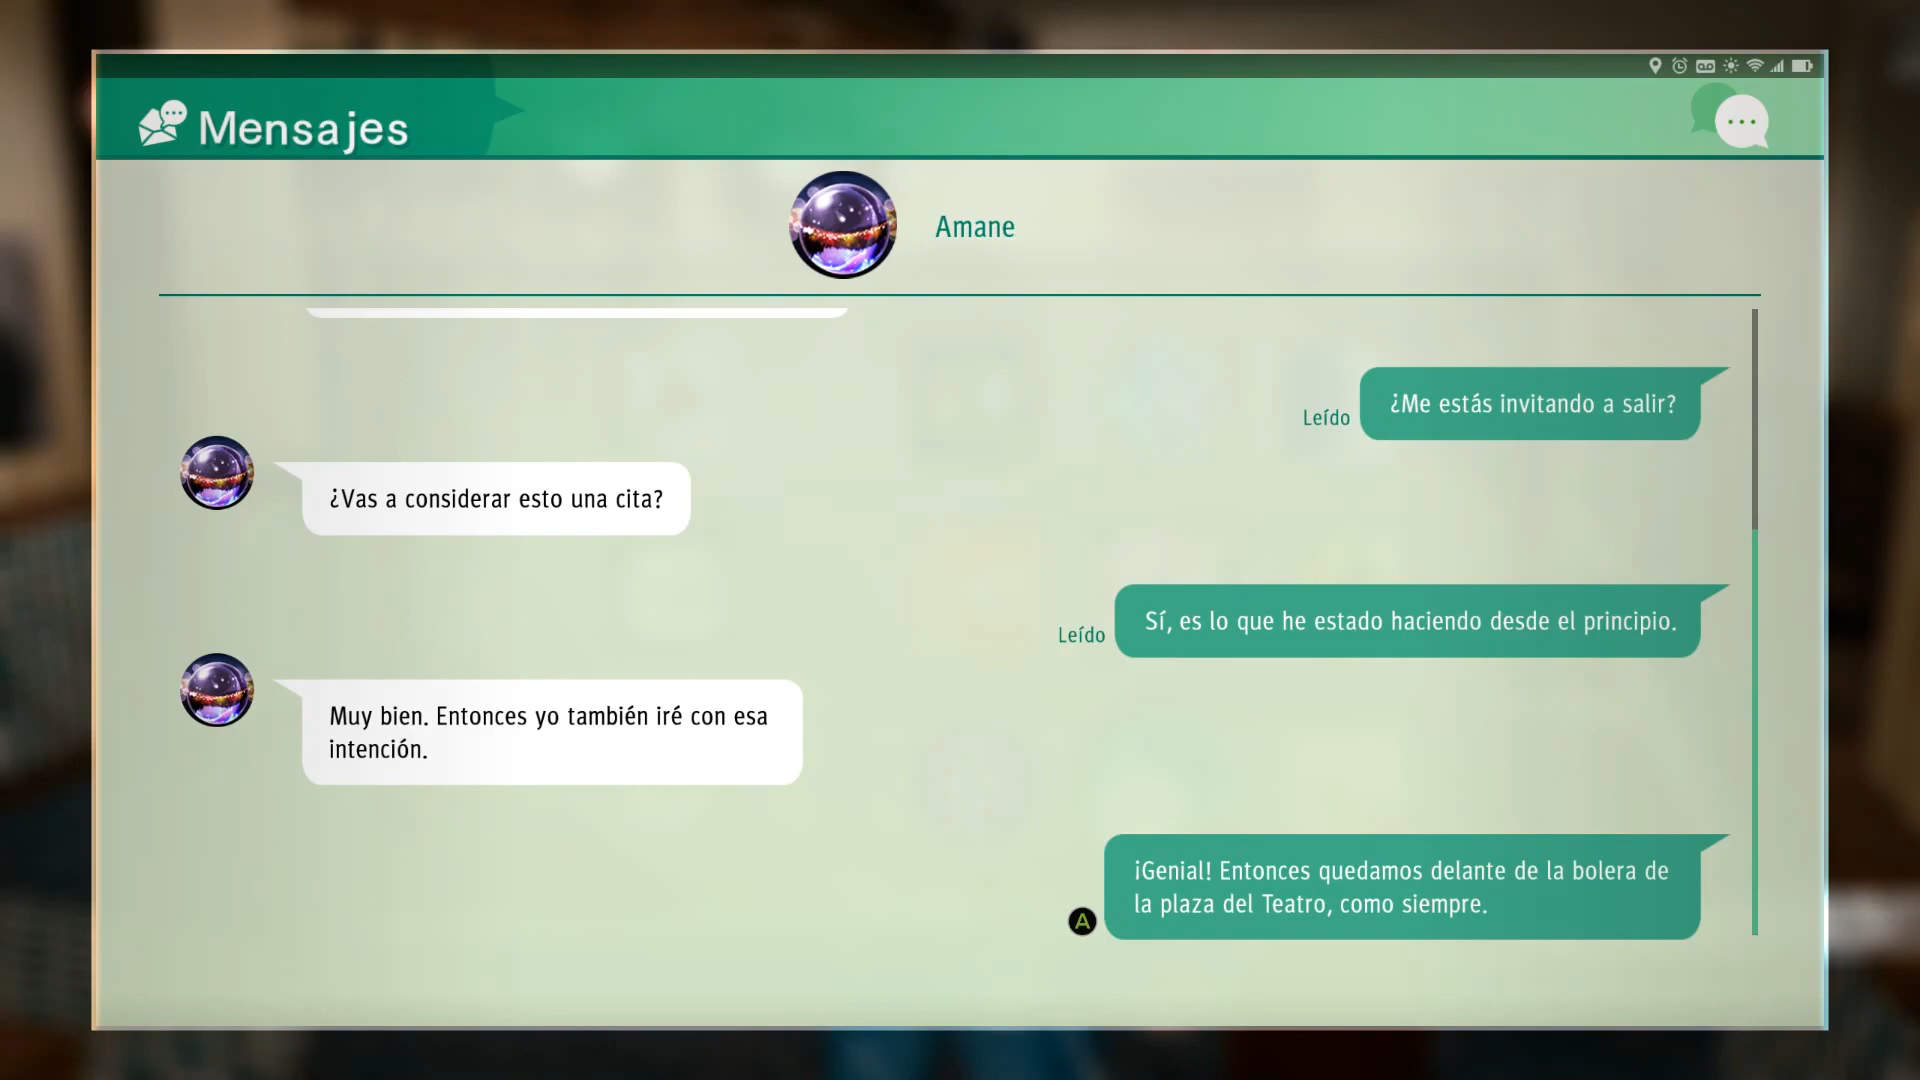 Mensajes
Amane
¿Me estás invitando a salir?
Leído
¿Vas a considerar esto una cita?
Sí, es lo que he estado haciendo desde el principio.
Leído
Muy bien. Entonces yo también iré con esa
intención.
¡Genial! Entonces quedamos delante de la bolera de
la plaza del Teatro, como siempre.
A